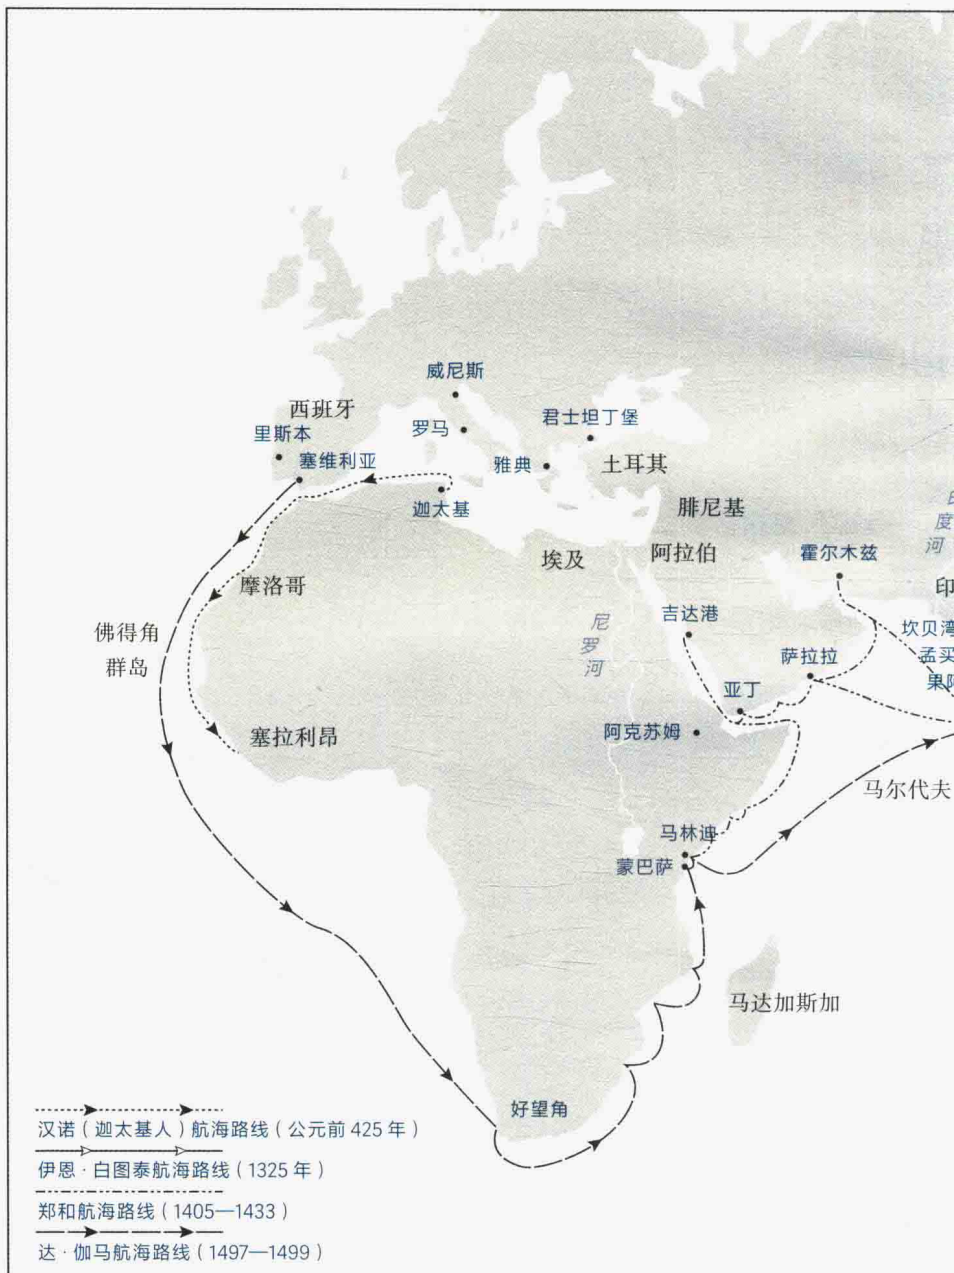 威尼斯
西班牙
罗马
君士坦丁堡
里斯本
塞维利亚
雅典
土耳其
迦太基
腓尼基
度
河
埃及
阿拉伯
霍尔木兹
印
摩洛哥
吉达港
尼
罗
河
佛得角
群岛
坎贝湾
孟买
萨拉拉
果阿
亚丁
塞拉利昂
阿克苏姆
马尔代夫
马林迪
蒙巴萨
马达加斯加
好望角
汉诺（迦太基人）航海路线（公元前 425 年）
伊恩·白图泰航海路线（1325 年）
郑和航海路线（1405—1433）
达·伽马航海路线（1497—1499）